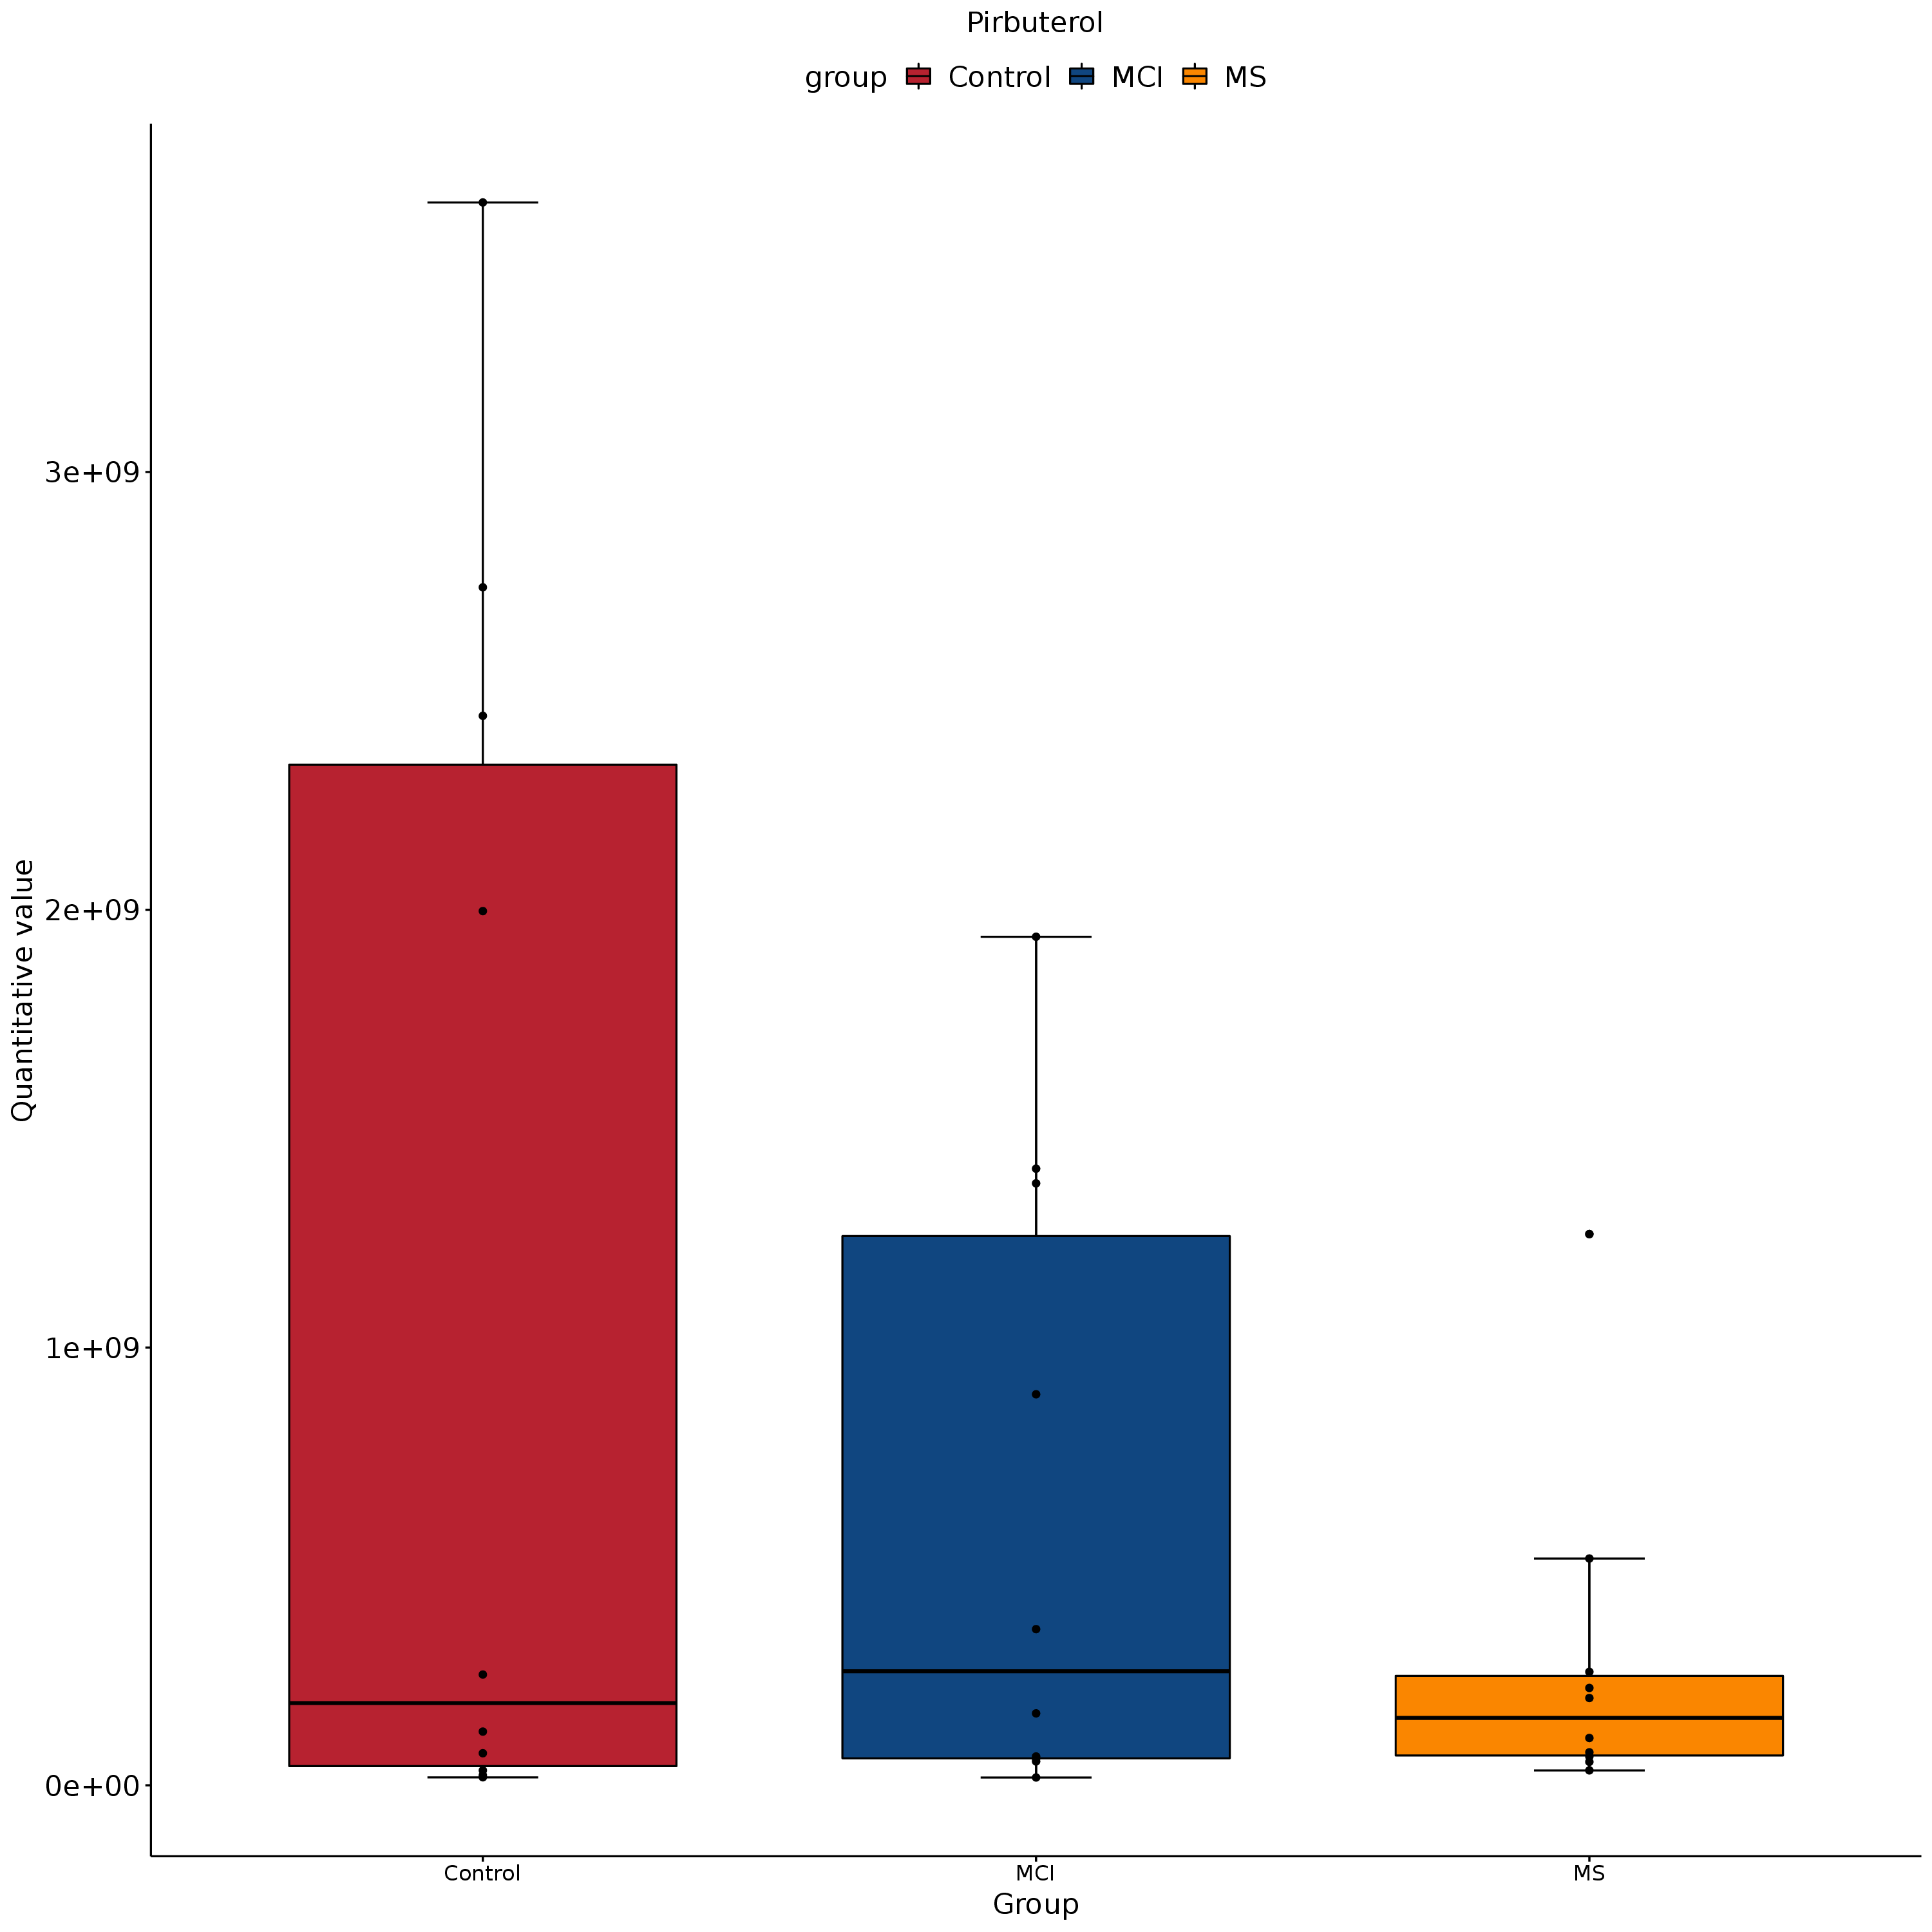 Pirbuterol
group Control MCI MS
Quantitative value
3e+09
2e+09
1e+09
0e+00
Control MCI MS
Group